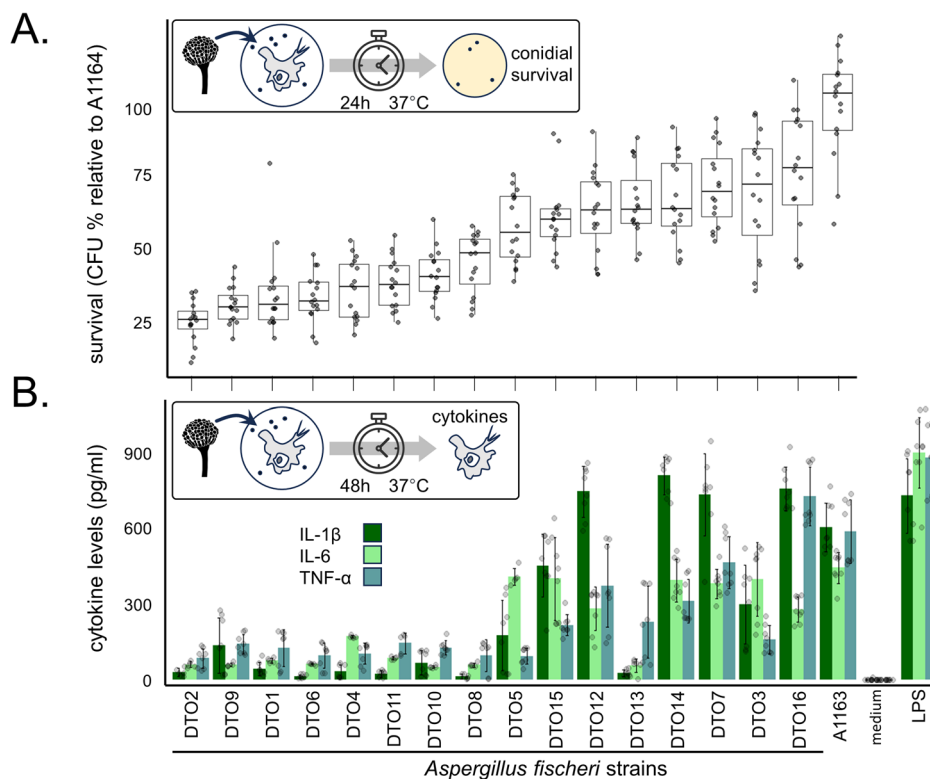 A.
survival (CFU % relative to A1164)
100
75
50
25
24h 37°C
conidial
survival
B.
cytokine levels (pg/ml)
900
600
300
0
48h 37°C
cytokines
IL-1β
IL-6
TNF-α
DTO2
DTO9
DTO1
DTO6
DTO4
DTO11
DTO10
DTO8
DTO5
DTO15
DTO12
DTO13
DTO14
DTO7
DTO3
DTO16
A1163
medium
LPS
Aspergillus fischeri strains